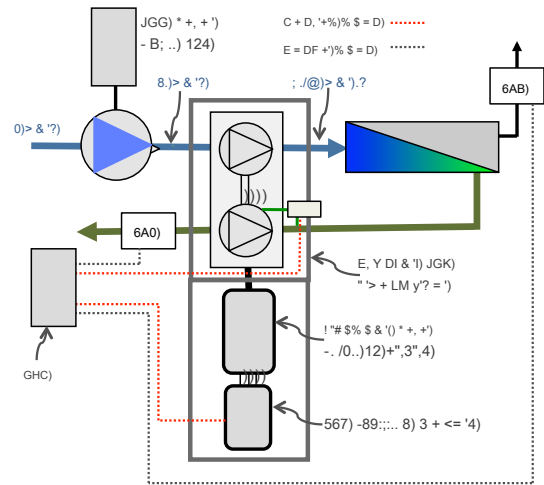 JGG) * +, + ')
- B; ..) 124)
C + D, '+%)% $ = D)
E = DF +')% $ = D)
6AB)
8.)> & '?)
; ./@)> & ').?
0)> & '?)
6A0)
E, Y DI & 'I) JGK)
" '> + LM y'? = ')
! "# $% $ & '() * +, +')
-. /0..)12)+",3",4)
GHC)
567) -89:;:.. 8) 3 + <= '4)